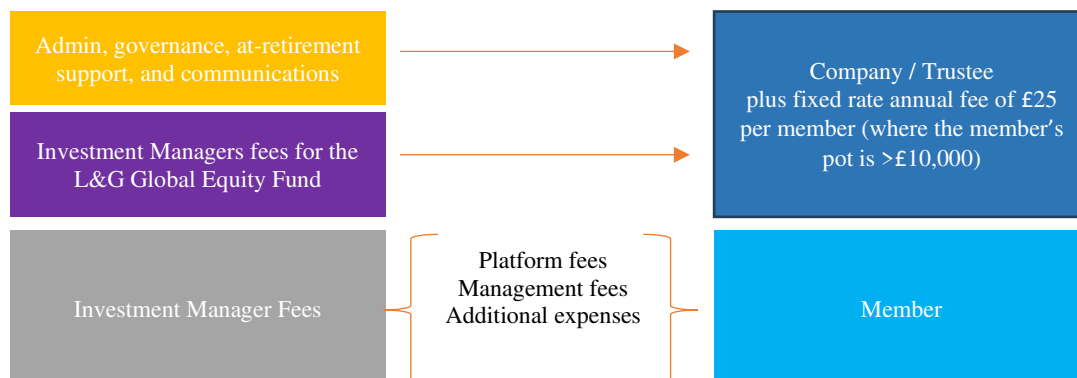 Admin, governance, at-retirement
support, and communications
Company / Trustee
plus fixed rate annual fee of £25
per member (where the member’s
pot is >£10,000)
Investment Managers fees for the
L&G Global Equity Fund
Investment Manager Fees
Platform fees
Management fees
Additional expenses
Member